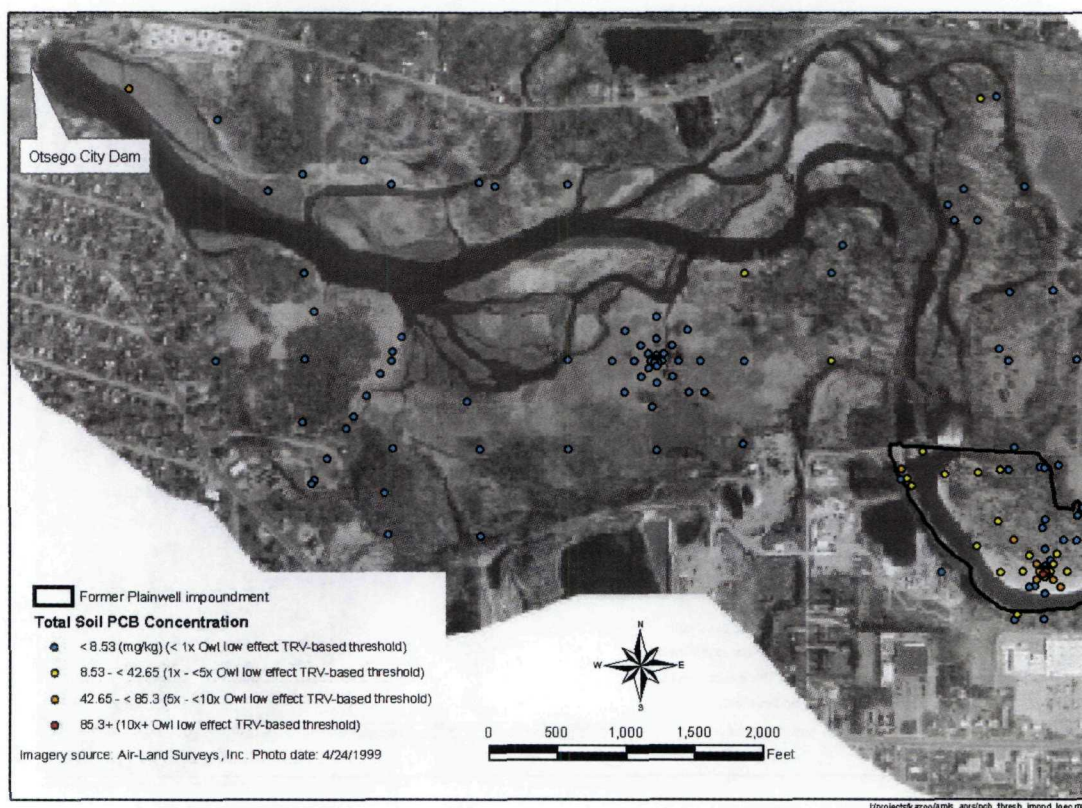 Otsego City Dam
Former Plainwell impoundment
Total Soil PCB Concentration
< 8.53 (mg/kg) (< 1x Owl low effect TRV-based threshold)
8.53 - < 42.65 (1x - <5x Owl low effect TRV-based threshold)
42.65 - < 85.3 (5x - <10x Owl low effect TRV-based threshold)
85.3+ (10x+ Owl low effect TRV-based threshold)
Imagery source: Air-Land Surveys, Inc. Photo date: 4/24/1999
N
W
E
S
0 500 1,000 1,500 2,000
Feet